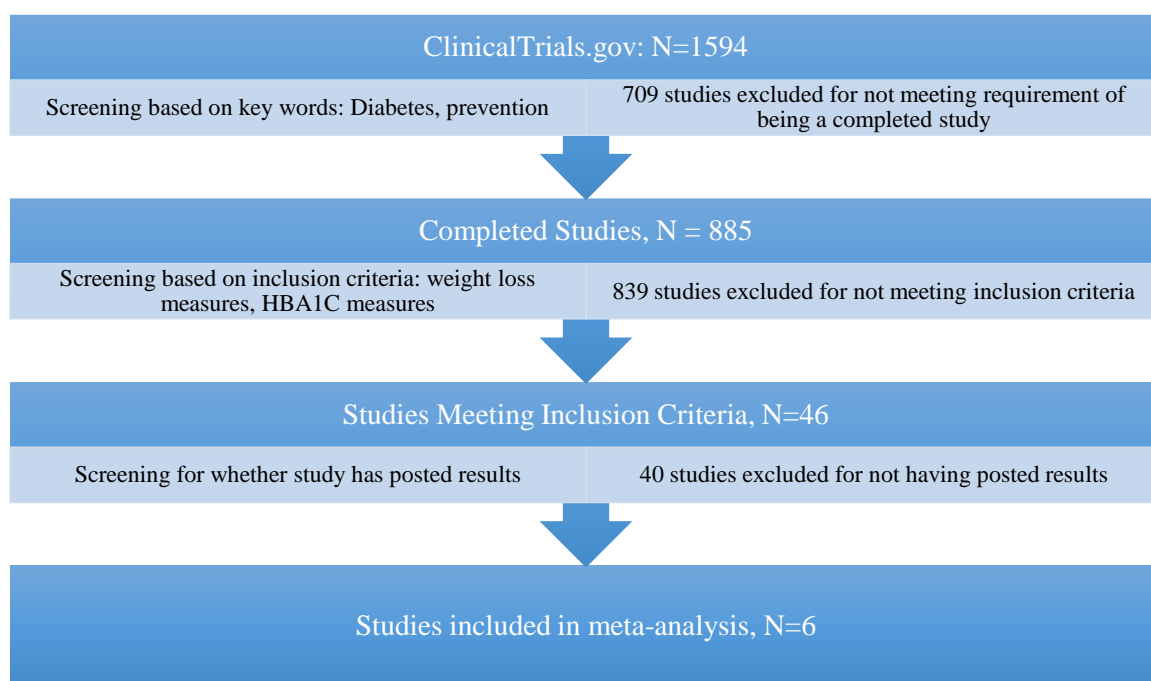 ClinicalTrials.gov: N=1594
Screening based on key words: Diabetes, prevention
709 studies excluded for not meeting requirement of
being a completed study
Completed Studies, N = 885
Screening based on inclusion criteria: weight loss
measures, HBA1C measures
839 studies excluded for not meeting inclusion criteria
Studies Meeting Inclusion Criteria, N=46
Screening for whether study has posted results
40 studies excluded for not having posted results
Studies included in meta-analysis, N=6